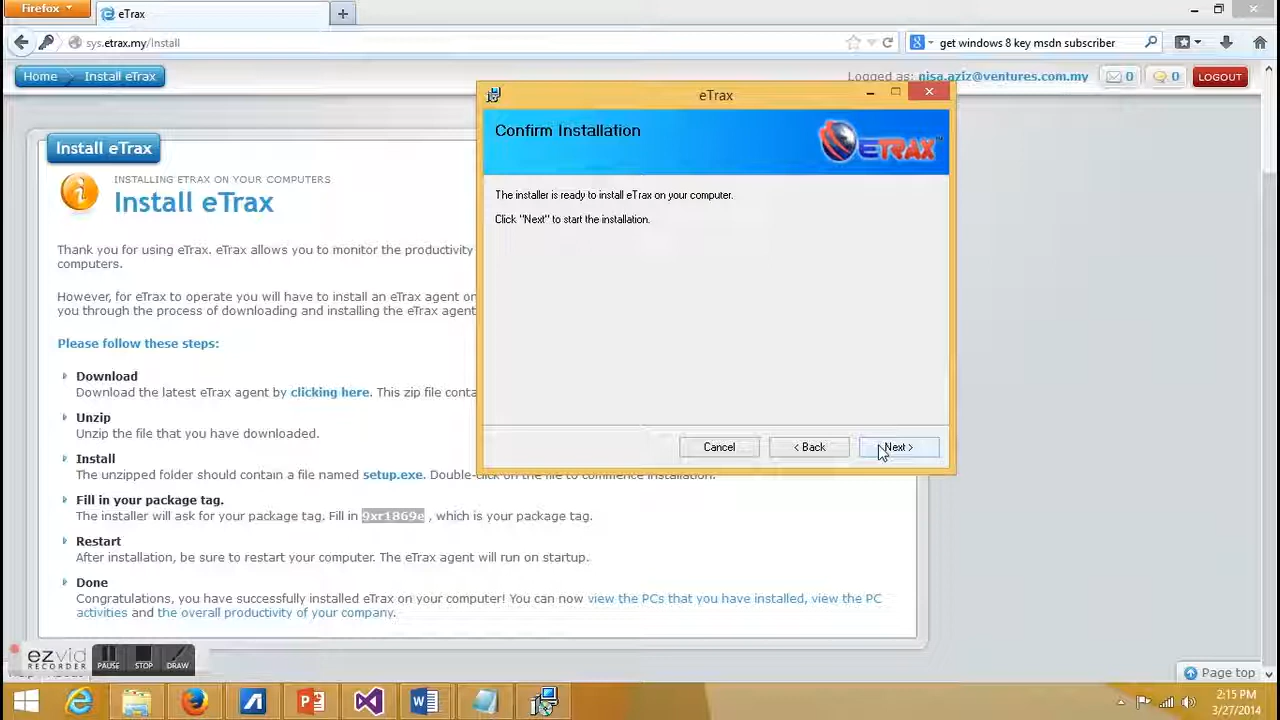 Firefox
eTrax
sys.etrax.my/Install
get windows 8 key msdn subscriber
Home
Install eTrax
Logged as: nisa.aziz@ventures.com.my
0
0
LOGOUT
Install eTrax
INSTALLING ETRAX ON YOUR COMPUTERS
Install eTrax
Thank you for using eTrax. eTrax allows you to monitor the productivity
computers.
However, for eTrax to operate you will have to install an eTrax agent on
you through the process of downloading and installing the eTrax agent
Please follow these steps:
Download
Download the latest eTrax agent by clicking here. This zip file conta
Unzip
Unzip the file that you have downloaded.
Install
The unzipped folder should contain a file named setup.exe. Double-click on the file to commence installation.
Fill in your package tag.
The installer will ask for your package tag. Fill in 9xr1869e , which is your package tag.
Restart
After installation, be sure to restart your computer. The eTrax agent will run on startup.
Done
Congratulations, you have successfully installed eTrax on your computer! You can now view the PCs that you have installed, view the PC
activities and the overall productivity of your company.
eTrax
Confirm Installation
ETRAX
The installer is ready to install eTrax on your computer.
Click "Next" to start the installation.
Cancel
< Back
Next >
ezvid
RECORDER
PAUSE
STOP
DRAW
Page top
2:15 PM
3/27/2014